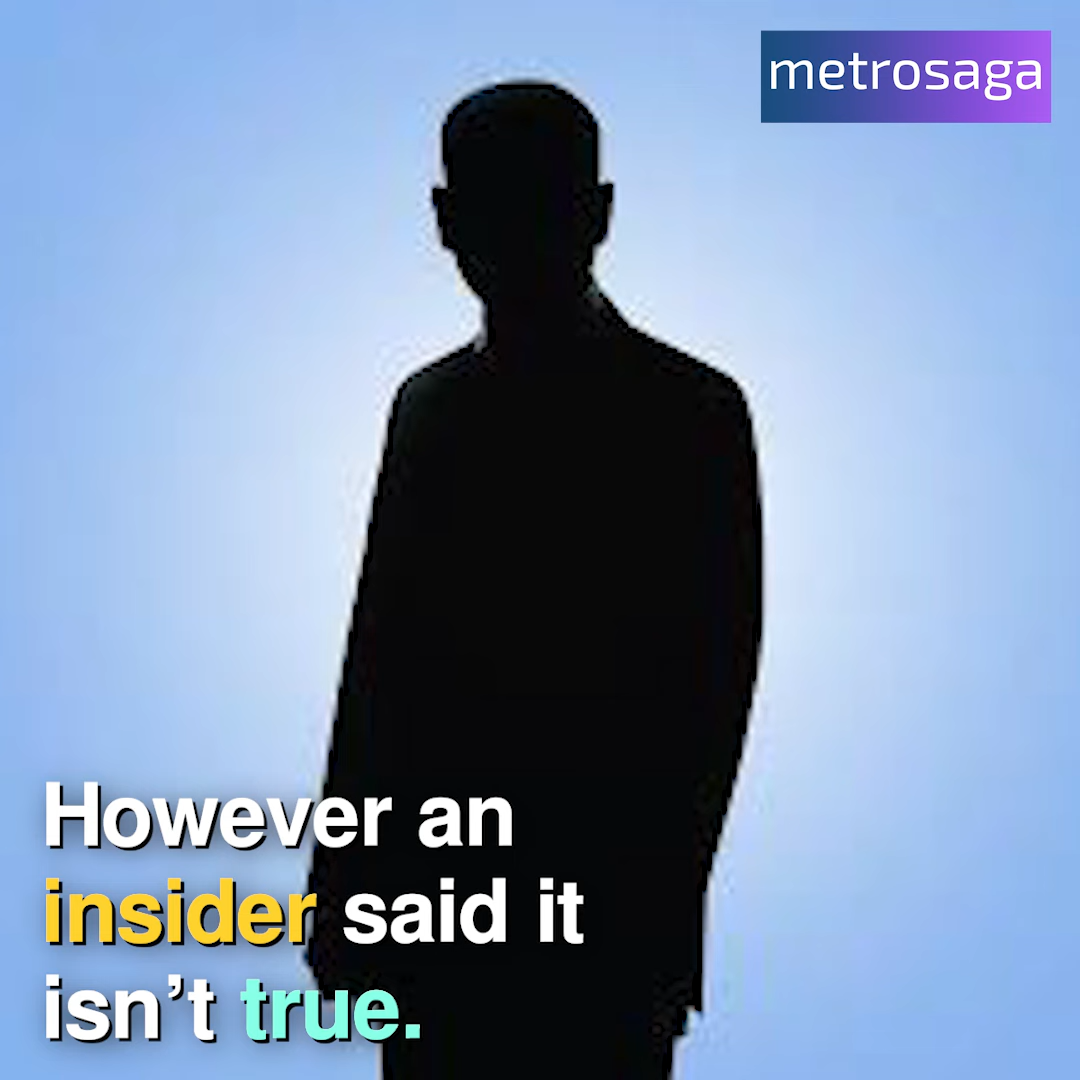 metrosaga
However an
insider said it
isn’t true.